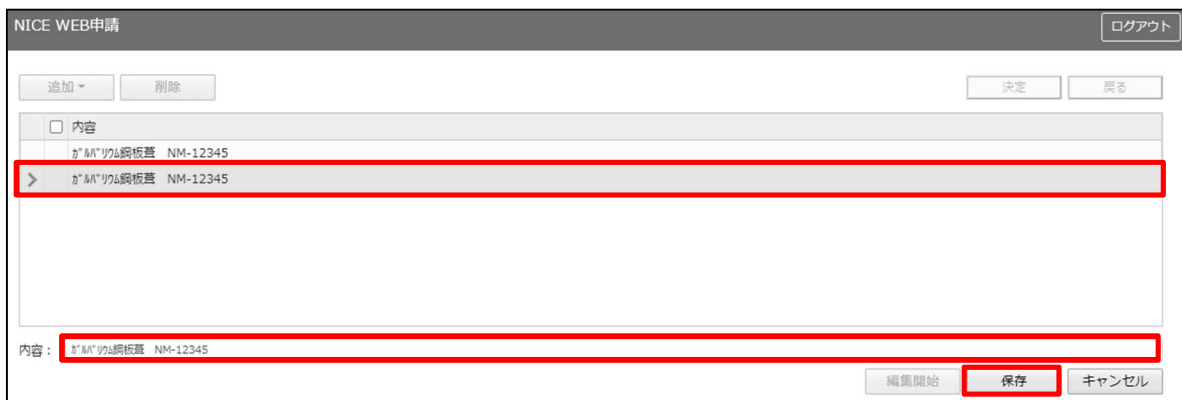 NICE WEB申請 ログアウト
追加 削除 決定 戻る
内容
ｶﾞﾙﾊﾞﾘｳﾑ鋼板葺 NM-12345
ｶﾞﾙﾊﾞﾘｳﾑ鋼板葺 NM-12345
内容： ｶﾞﾙﾊﾞﾘｳﾑ鋼板葺 NM-12345
編集開始 保存 キャンセル